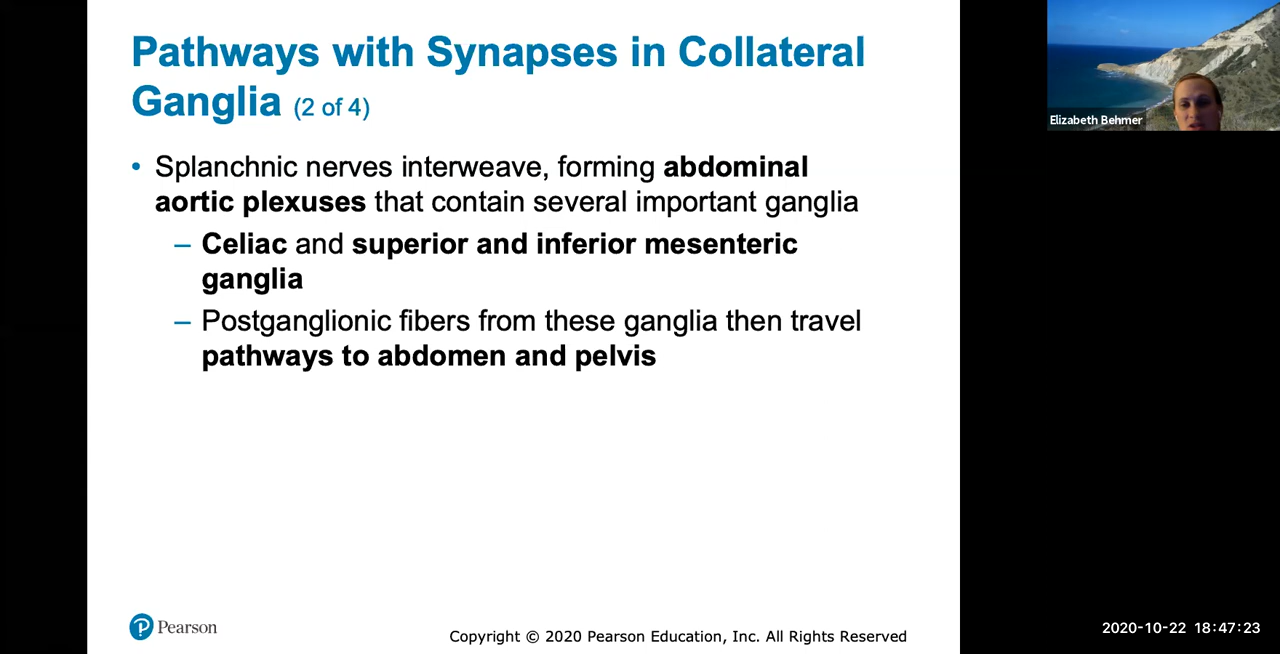 Pathways with Synapses in Collateral
Ganglia (2 of 4)
• Splanchnic nerves interweave, forming abdominal
aortic plexuses that contain several important ganglia
– Celiac and superior and inferior mesenteric
ganglia
– Postganglionic fibers from these ganglia then travel
pathways to abdomen and pelvis
Pearson
Copyright © 2020 Pearson Education, Inc. All Rights Reserved
Elizabeth Behmer
2020-10-22 18:47:23